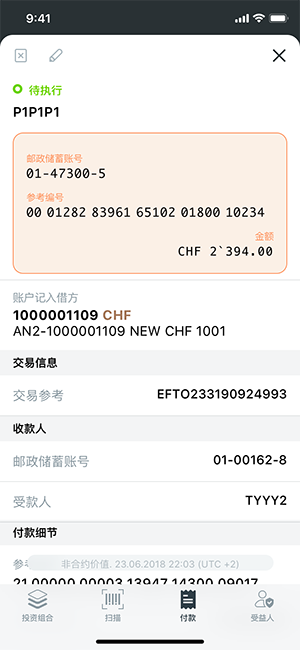 9:41
待执行
P1P1P1
邮政储蓄账号
01-47300-5
参考编号
00 01282 83961 65102 01800 10234
金额
CHF 2`394.00
账户记入借方
1000001109 CHF
AN2-1000001109 NEW CHF 1001
交易信息
交易参考 EFTO233190924993
收款人
邮政储蓄账号 01-00162-8
受款人 TYYY2
付款细节
非合约价值. 23.06.2018 22:03 (UTC +2)
21 00000 00003 13947 14300 09017
投资组合 扫描 付款 受益人